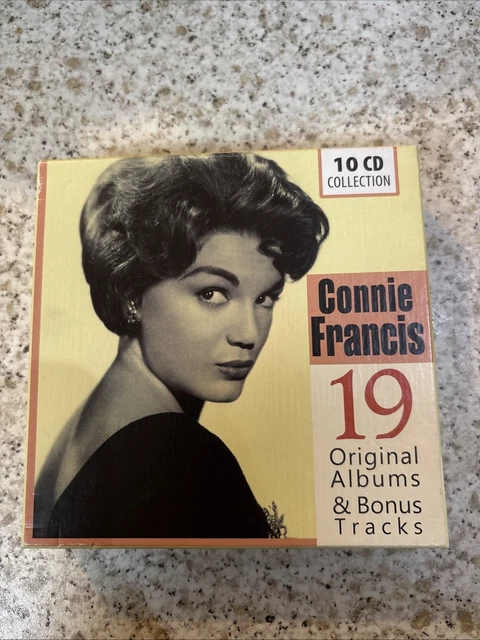 10 CD
COLLECTION
Connie
Francis
19
Original
Albums
& Bonus
Tracks